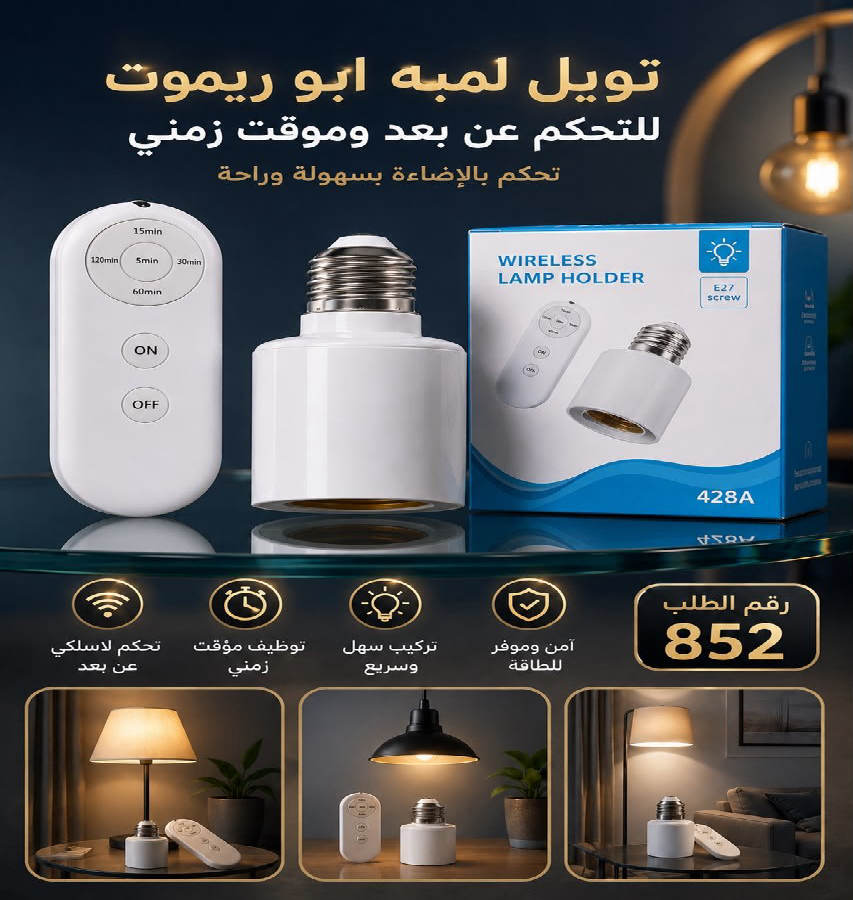 تويل لمبه ابو ريموت
للتحكم عن بعد وموقت زمني
تحكم بالإضاءة بسهولة وراحة
15min
120min
5min
30min
60min
ON
OFF
WIRELESS
LAMP HOLDER
E27
screw
ON
428A
تحكم لاسلكي
عن بعد
توظيف مؤقت
زمني
تركيب سهل
وسريع
آمن وموفر
للطاقة
رقم الطلب
852